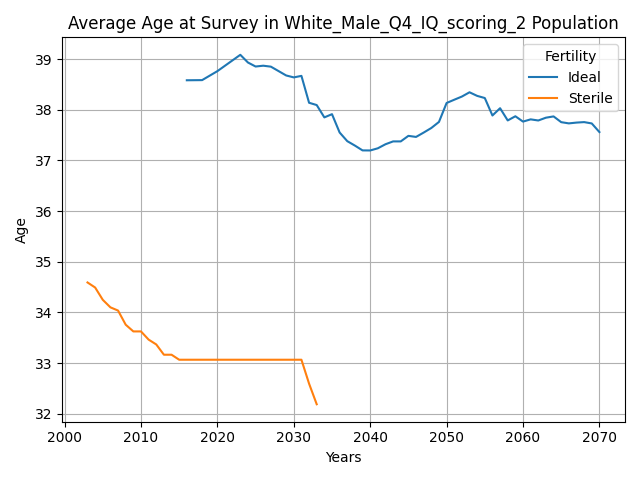 Average Age at Survey in White_Male_Q4_IQ_scoring_2 Population
Fertility
Ideal
Sterile
Age
39
38
37
36
35
34
33
32
2000 2010 2020 2030 2040 2050 2060 2070
Years